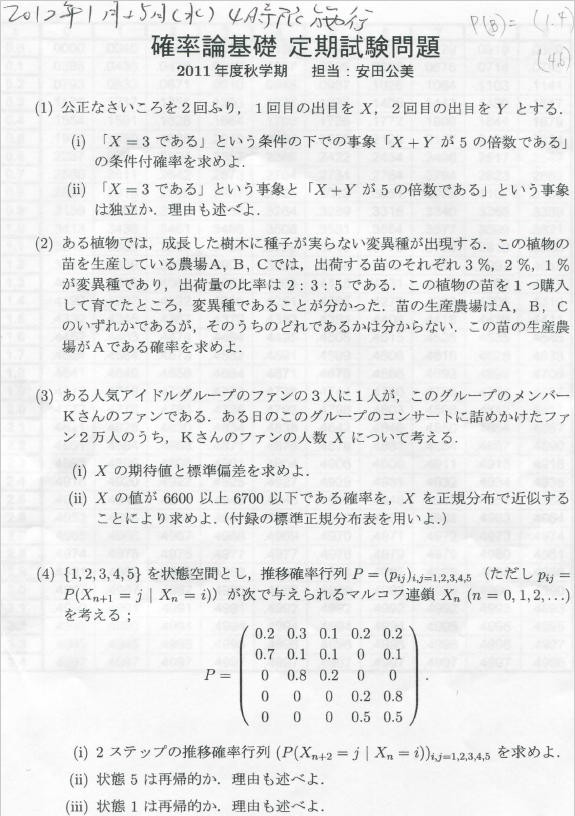 2012年1月25日(水) 4時限施行
P(B)= (1.4)
(4.6)
確率論基礎 定期試験問題
2011年度秋学期 担当:安田公美
(1) 公正なさいころを2回ふり,1回目の出目を X,2回目の出目を Y とする.
(i) 「X = 3 である」という条件の下での事象「X + Y が 5 の倍数である」
の条件付確率を求めよ.
(ii) 「X = 3 である」という事象と「X + Y が 5 の倍数である」という事象
は独立か.理由も述べよ.
(2) ある植物では,成長した樹木に種子が実らない変異種が出現する.この植物の
苗を生産している農場A, B, Cでは,出荷する苗のそれぞれ 3 %,2 %,1 %
が変異種であり,出荷量の比率は 2 : 3 : 5 である.この植物の苗を 1 つ購入
して育てたところ,変異種であることが分かった.苗の生産農場はA, B, C
のいずれかであるが,そのうちのどれであるかは分からない.この苗の生産農
場がAである確率を求めよ.
(3) ある人気アイドルグループのファンの3人に1人が,このグループのメンバー
Kさんのファンである.ある日のこのグループのコンサートに詰めかけたファ
ン2万人のうち,Kさんのファンの人数 X について考える.
(i) X の期待値と標準偏差を求めよ.
(ii) X の値が 6600 以上 6700 以下である確率を,X を正規分布で近似する
ことにより求めよ.(付録の標準正規分布表を用いよ.)
(4) {1,2,3,4,5} を状態空間とし,推移確率行列 P = (pij)i,j=1,2,3,4,5 (ただし pij =
P(Xn+1 = j | Xn = i)) が次で与えられるマルコフ連鎖 Xn (n = 0,1,2,...)
を考える;
0.2 0.3 0.1 0.2 0.2
0.7 0.1 0.1 0 0.1
P = 0 0.8 0.2 0 0 .
0 0 0 0.2 0.8
0 0 0 0.5 0.5
(i) 2 ステップの推移確率行列 (P(Xn+2 = j | Xn = i))i,j=1,2,3,4,5 を求めよ.
(ii) 状態 5 は再帰的か.理由も述べよ.
(iii) 状態 1 は再帰的か.理由も述べよ.